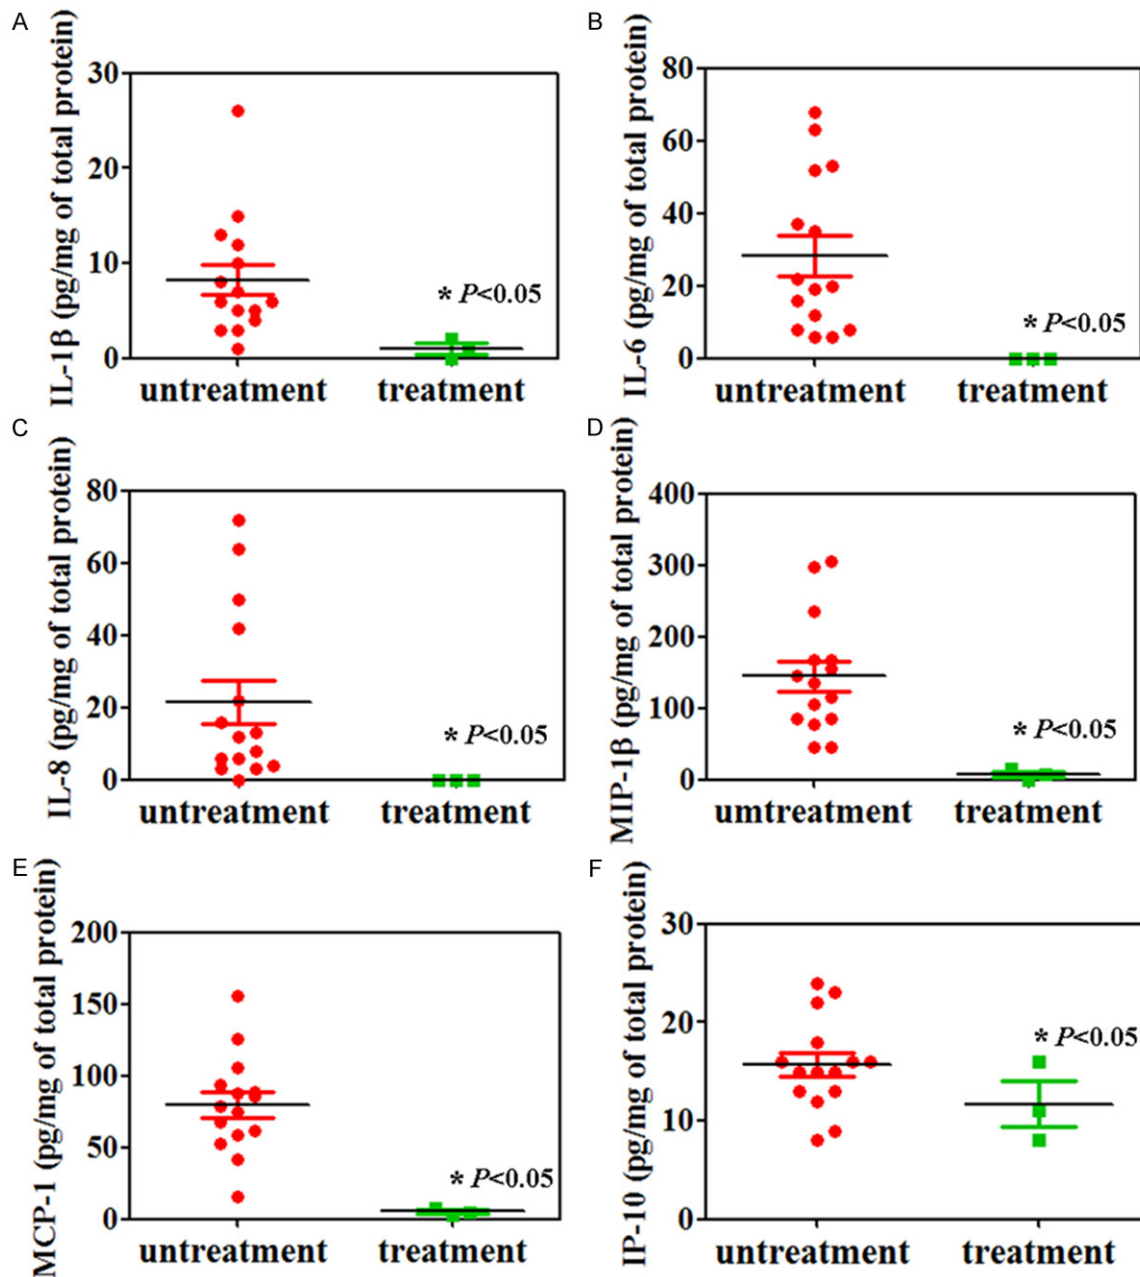 A
IL-1β (pg/mg of total protein)
30
20
10
0
* P<0.05
untreatment
treatment
B
IL-6 (pg/mg of total protein)
80
60
40
20
0
* P<0.05
untreatment
treatment
C
IL-8 (pg/mg of total protein)
80
60
40
20
0
* P<0.05
untreatment
treatment
D
MIP-1β (pg/mg of total protein)
400
300
200
100
0
* P<0.05
umtreatment
treatment
E
MCP-1 (pg/mg of total protein)
200
150
100
50
0
* P<0.05
untreatment
treatment
F
IP-10 (pg/mg of total protein)
30
20
10
0
* P<0.05
untreatment
treatment